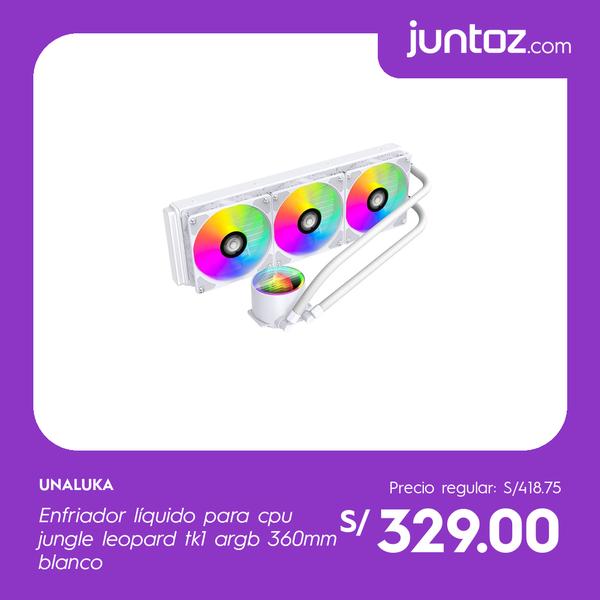 juntoz.com
UNALUKA
Enfriador líquido para cpu
jungle leopard tk1 argb 360mm
blanco
Precio regular: S/418.75
S/ 329.00